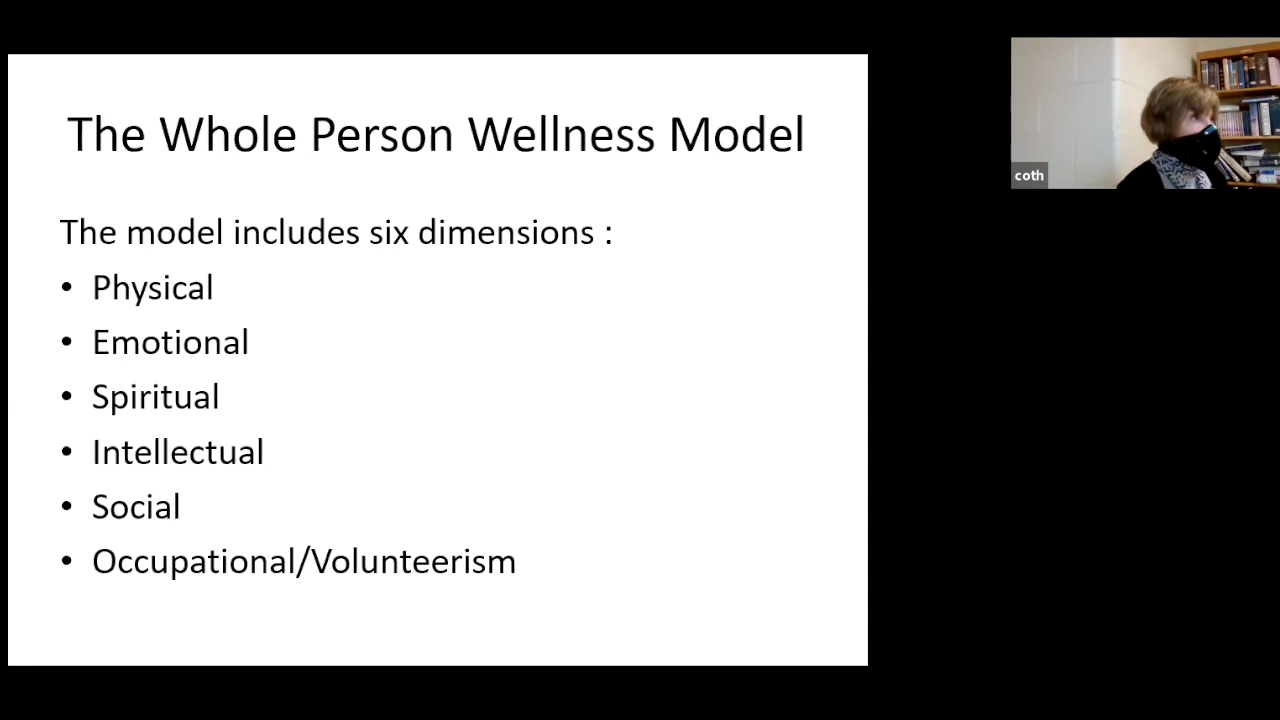 The Whole Person Wellness Model
The model includes six dimensions :
• Physical
• Emotional
• Spiritual
• Intellectual
• Social
• Occupational/Volunteerism
coth